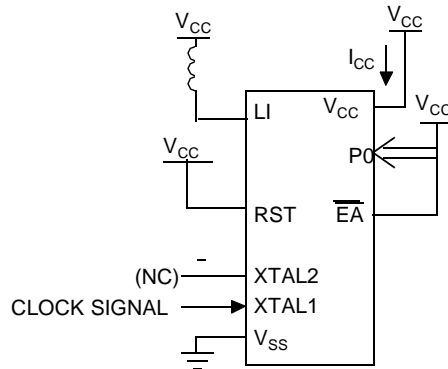 VCC
VCC
ICC
VCC
LI
VCC
P0
VCC
RST
EA
(NC)
XTAL2
CLOCK SIGNAL
XTAL1
VSS